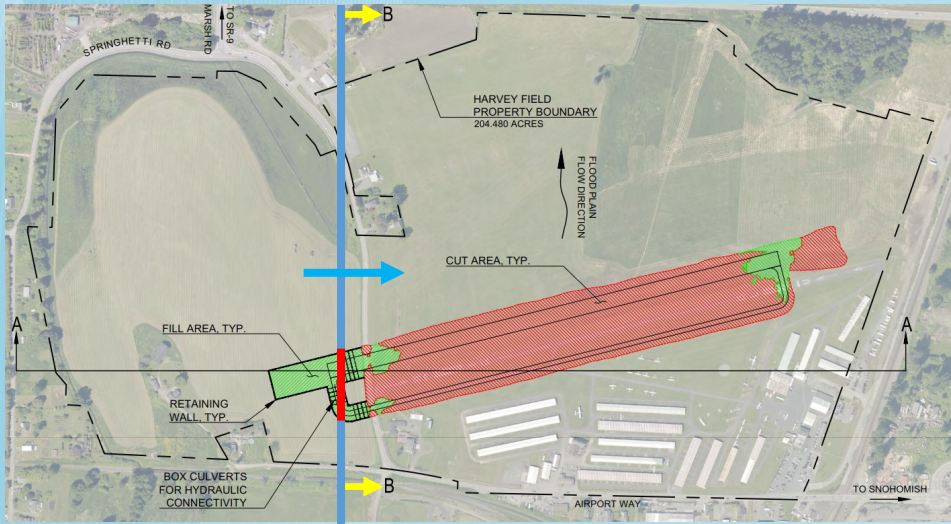 TO SR-9
MARSH RD
SPRINGHETTI RD
B
HARVEY FIELD
PROPERTY BOUNDARY
204.480 ACRES
FLOOD PLAIN
FLOW DIRECTION
CUT AREA, TYP.
A
A
FILL AREA, TYP.
RETAINING
WALL, TYP.
BOX CULVERTS
FOR HYDRAULIC
CONNECTIVITY
B
TO SNOHOMISH
AIRPORT WAY